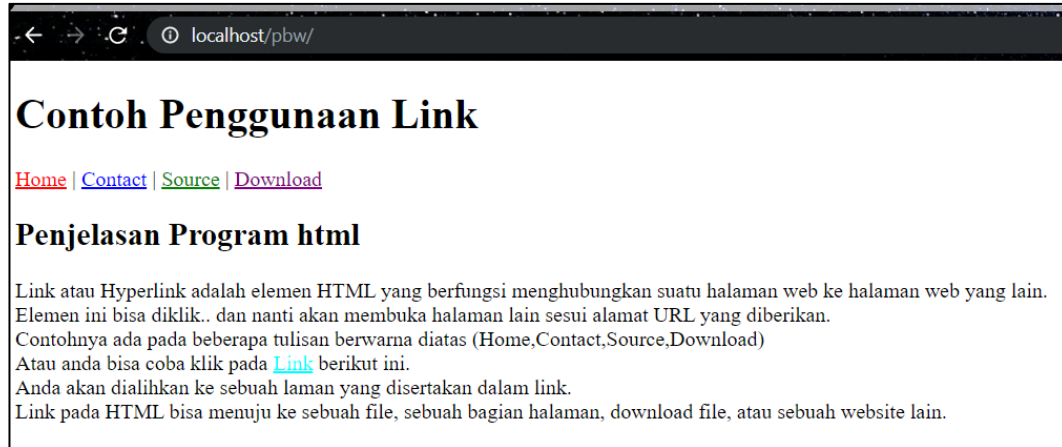 localhost/pbw/
Contoh Penggunaan Link
Home | Contact | Source | Download
Penjelasan Program html
Link atau Hyperlink adalah elemen HTML yang berfungsi menghubungkan suatu halaman web ke halaman web yang lain.
Elemen ini bisa diklik.. dan nanti akan membuka halaman lain sesui alamat URL yang diberikan.
Contohnya ada pada beberapa tulisan berwarna diatas (Home,Contact,Source,Download)
Atau anda bisa coba klik pada Link berikut ini.
Anda akan dialihkan ke sebuah laman yang disertakan dalam link.
Link pada HTML bisa menuju ke sebuah file, sebuah bagian halaman, download file, atau sebuah website lain.